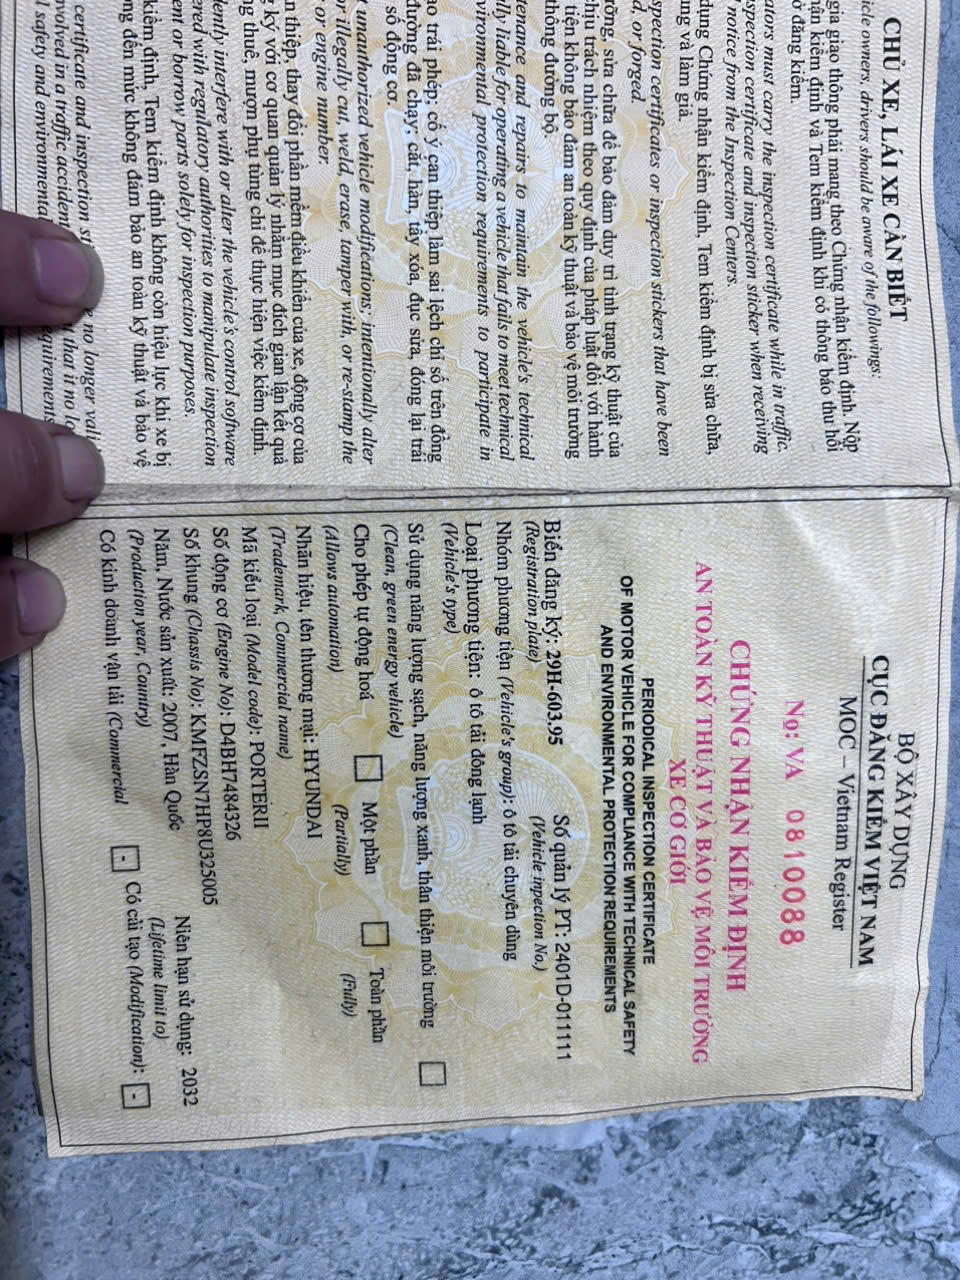 CHỦ XE, LÁI XE CẦN BIẾT
icle owners, drivers should be aware of the followings:
gia giao thông phải mang theo Chứng nhận kiểm định. Nộp
hận kiểm định và Tem kiểm định khi có thông báo thu hồi
ở đăng kiểm.
ators must carry the inspection certificate while in traffic.
spection certificate and inspection sticker when receiving
f notice from the Inspection Centers.
dụng Chứng nhận kiểm định, Tem kiểm định bị sửa chữa,
ng và làm giả.
spection certificates or inspection stickers that have been
d, or forged.
ỡng, sửa chữa để bảo đảm duy trì tình trạng kỹ thuật của
hịu trách nhiệm theo quy định của pháp luật đối với hành
tiện không bảo đảm an toàn kỹ thuật và bảo vệ môi trường
thông đường bộ.
tenance and repairs to maintain the vehicle's technical
lly liable for operating a vehicle that fails to meet technical
vironmental protection requirements to participate in
ạo trái phép; cố ý can thiệp làm sai lệch chỉ số trên đồng
đường đã chạy, cắt, hàn, tẩy xóa, đục sửa, đóng lại trái
số động cơ.
unauthorized vehicle modifications; intentionally alter
or illegally cut, weld, erase, tamper with, or re-stamp the
or engine number.
n thiệp, thay đổi phần mềm điều khiển của xe, động cơ của
g ký với cơ quan quản lý nhằm mục đích gian lận kết quả
g thuê, mượn phụ tùng chỉ để thực hiện việc kiểm định.
dently interfere with or alter the vehicle's control software
ered with regulatory authorities to manipulate inspection
ent or borrow parts solely for inspection purposes.
kiểm định, Tem kiểm định không còn hiệu lực khi xe bị
ng đến mức không đảm bảo an toàn kỹ thuật và bảo vệ
certificate and inspection st e no longer vali
volved in a traffic accident t that it no lo
l safety and environmental equirements
BỘ XÂY DỰNG
CỤC ĐĂNG KIỂM VIỆT NAM
MOC – Vietnam Register
No: VA 0810088
CHỨNG NHẬN KIỂM ĐỊNH
AN TOÀN KỸ THUẬT VÀ BẢO VỆ MÔI TRƯỜNG
XE CƠ GIỚI
PERIODICAL INSPECTION CERTIFICATE
OF MOTOR VEHICLE FOR COMPLIANCE WITH TECHNICAL SAFETY
AND ENVIRONMENTAL PROTECTION REQUIREMENTS
Biển đăng ký: 29H-603.95 Số quản lý PT: 2401D-011111
(Registration plate) (Vehicle inpection No.)
Nhóm phương tiện (Vehicle's group): ô tô tải chuyên dùng
Loại phương tiện: ô tô tải đông lạnh
(Vehicle's type)
Sử dụng năng lượng sạch, năng lượng xanh, thân thiện môi trường
(Clean, green energy vehicle)
Cho phép tự động hoá Một phần Toàn phần
(Allows automation) (Partially) (Fully)
Nhãn hiệu, tên thương mại: HYUNDAI
(Trademark, Commercial name)
Mã kiểu loại (Model code): PORTERII
Số động cơ (Engine No): D4BH7484326
Số khung (Chassis No): KMFZSN7HP8U325005
Năm, Nước sản xuất: 2007, Hàn Quốc Niên hạn sử dụng: 2032
(Production year, Country) (Lifetime limit to)
Có kinh doanh vận tải (Commercial - Có cải tạo (Modification): -